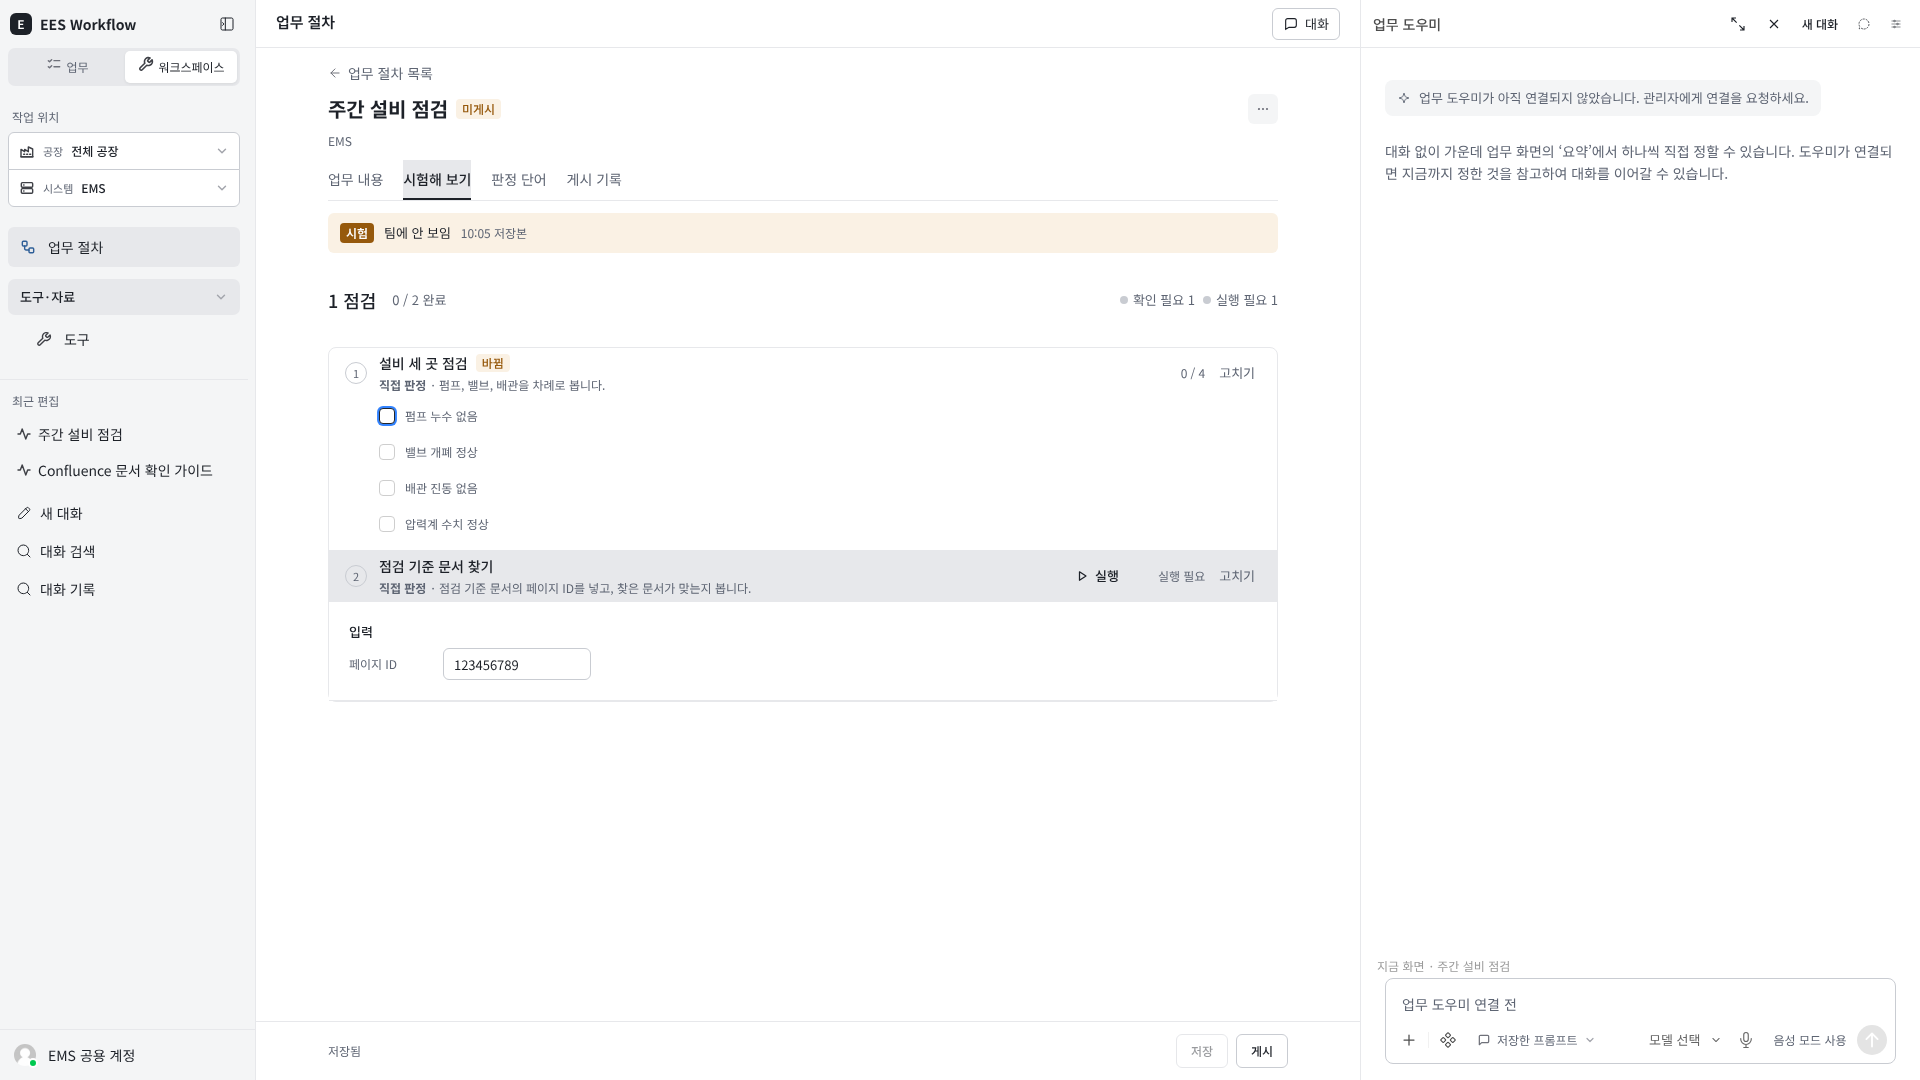 E EES Workflow
업무
워크스페이스
작업 위치
공장 전체 공장
시스템 EMS
업무 절차
도구·자료
도구
최근 편집
주간 설비 점검
Confluence 문서 확인 가이드
새 대화
대화 검색
대화 기록
EMS 공용 계정
업무 절차
대화
업무 절차 목록
주간 설비 점검 미게시
EMS
업무 내용 시험해 보기 판정 단어 게시 기록
시험 팀에 안 보임 10:05 저장본
1 점검 0 / 2 완료
확인 필요 1 실행 필요 1
1 설비 세 곳 점검 바뀜
직접 판정 · 펌프, 밸브, 배관을 차례로 봅니다.
0 / 4 고치기
펌프 누수 없음
밸브 개폐 정상
배관 진동 없음
압력계 수치 정상
2 점검 기준 문서 찾기
직접 판정 · 점검 기준 문서의 페이지 ID를 넣고, 찾은 문서가 맞는지 봅니다.
실행 실행 필요 고치기
입력
페이지 ID 123456789
저장됨
저장 게시
업무 도우미
새 대화
업무 도우미가 아직 연결되지 않았습니다. 관리자에게 연결을 요청하세요.
대화 없이 가운데 업무 화면의 ‘요약’에서 하나씩 직접 정할 수 있습니다. 도우미가 연결되
면 지금까지 정한 것을 참고하여 대화를 이어갈 수 있습니다.
지금 화면 · 주간 설비 점검
업무 도우미 연결 전
저장한 프롬프트 모델 선택 음성 모드 사용